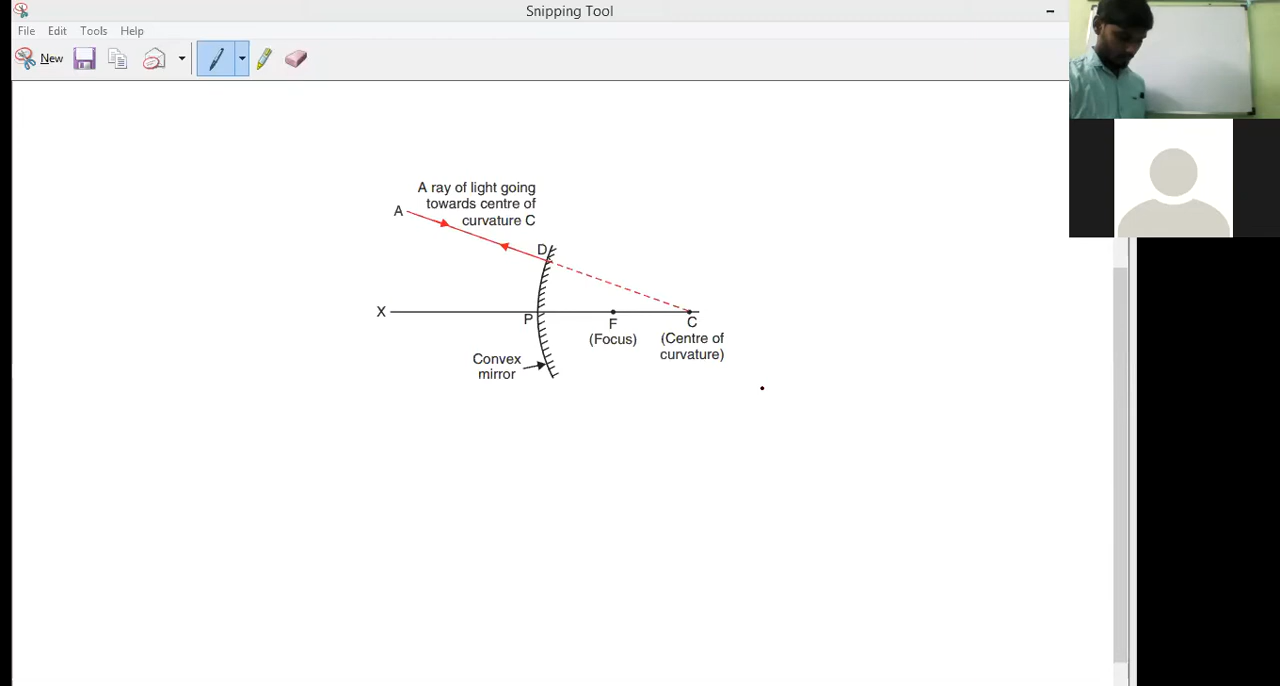 Snipping Tool
File Edit Tools Help
New
A ray of light going
towards centre of
curvature C
A
D
X
P
F
(Focus)
C
(Centre of
curvature)
Convex
mirror